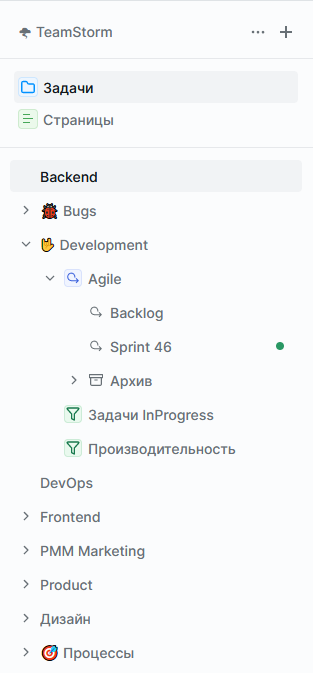 TeamStorm
Задачи
Страницы
Backend
Bugs
Development
Agile
Backlog
Sprint 46
Архив
Задачи InProgress
Производительность
DevOps
Frontend
PMM Marketing
Product
Дизайн
Процессы